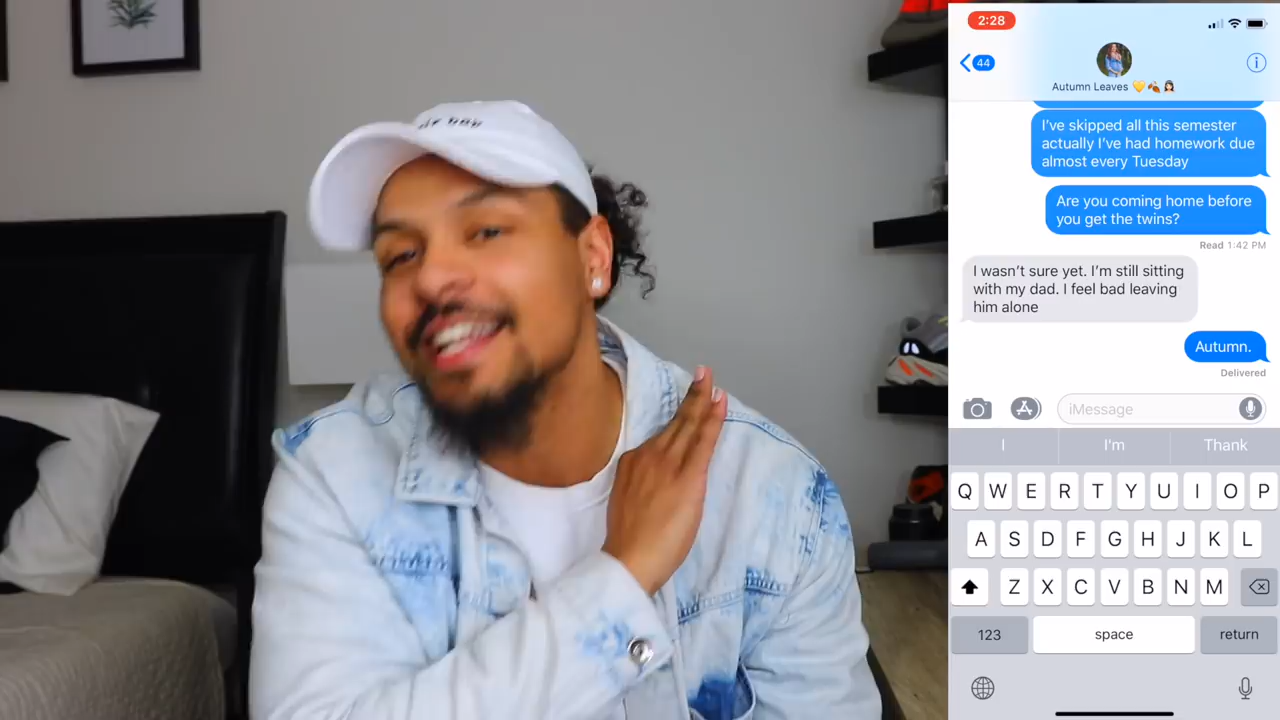 2:28
44
Autumn Leaves 💛🍂👰🏻
I've skipped all this semester
actually I've had homework due
almost every Tuesday
Are you coming home before
you get the twins?
Read 1:42 PM
I wasn't sure yet. I'm still sitting
with my dad. I feel bad leaving
him alone
Autumn.
Delivered
iMessage
I I'm Thank
Q W E R T Y U I O P
A S D F G H J K L
Z X C V B N M
123 space return